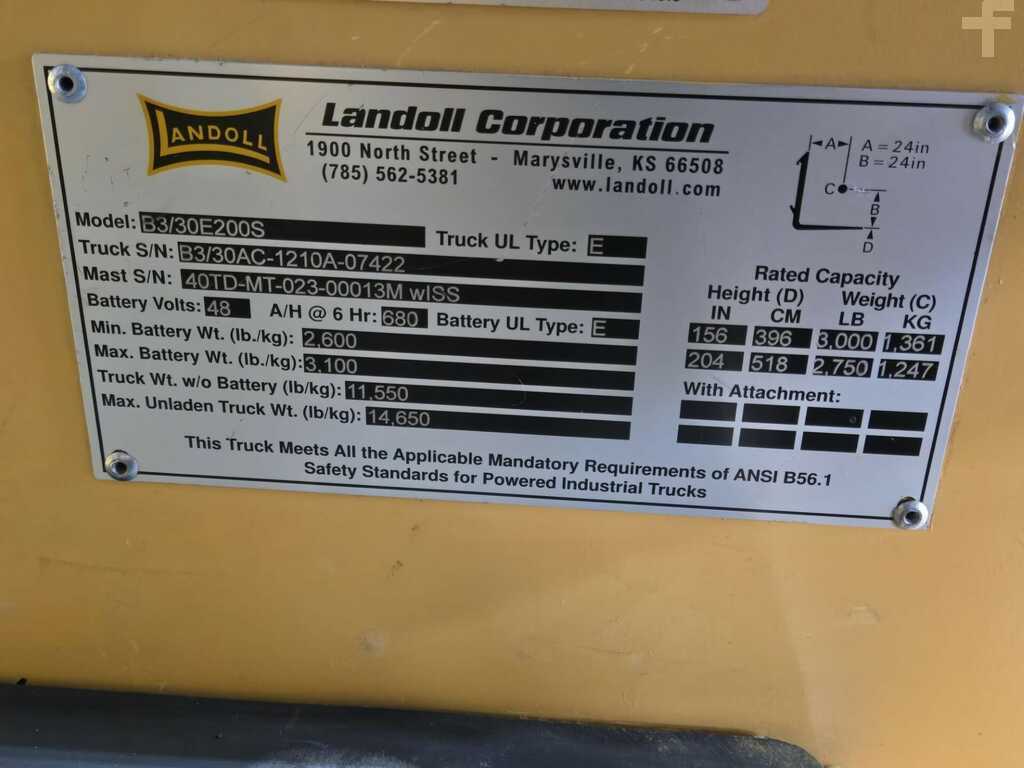 LANDOLL
Landoll Corporation
1900 North Street - Marysville, KS 66508
(785) 562-5381 www.landoll.com
A
A = 24in
B = 24in
C
B
D
Model: B3/30E200S Truck UL Type: E
Truck S/N: B3/30AC-1210A-07422
Mast S/N: 40TD-MT-023-00013M wISS
Battery Volts: 48 A/H @ 6 Hr: 680 Battery UL Type: E
Min. Battery Wt. (lb./kg): 2,600
Max. Battery Wt. (lb./kg): 3,100
Truck Wt. w/o Battery (lb/kg): 11,550
Max. Unladen Truck Wt. (lb/kg): 14,650
Rated Capacity
Height (D) Weight (C)
IN CM LB KG
156 396 3,000 1,361
204 518 2,750 1,247
With Attachment:
This Truck Meets All the Applicable Mandatory Requirements of ANSI B56.1
Safety Standards for Powered Industrial Trucks